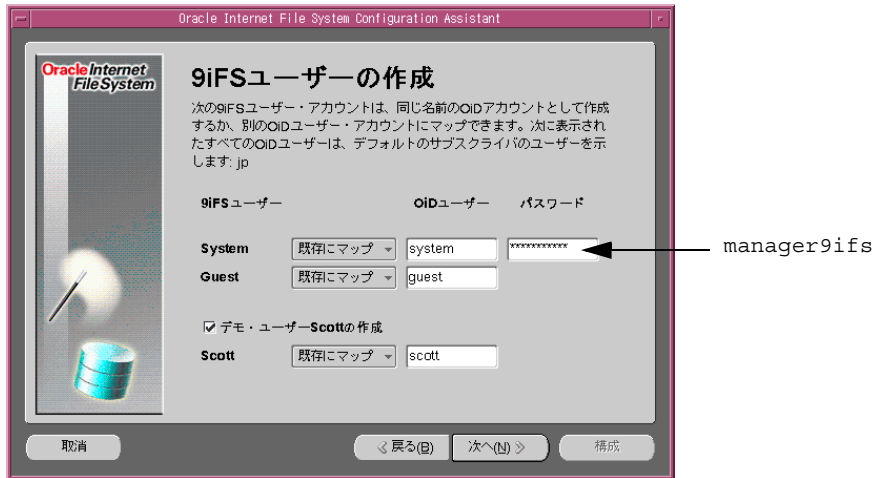 Oracle Internet File System Configuration Assistant
Oracle Internet
File System
9iFSユーザーの作成
次の9iFSユーザー・アカウントは、同じ名前のOiDアカウントとして作成
するか、別のOiDユーザー・アカウントにマップできます。次に表示され
たすべてのOiDユーザーは、デフォルトのサブスクライバのユーザーを示
します: jp
9iFSユーザー OiDユーザー パスワード
System 既存にマップ system *********** manager9ifs
Guest 既存にマップ guest
デモ・ユーザーScottの作成
Scott 既存にマップ scott
取消 戻る(B) 次へ(N) 構成